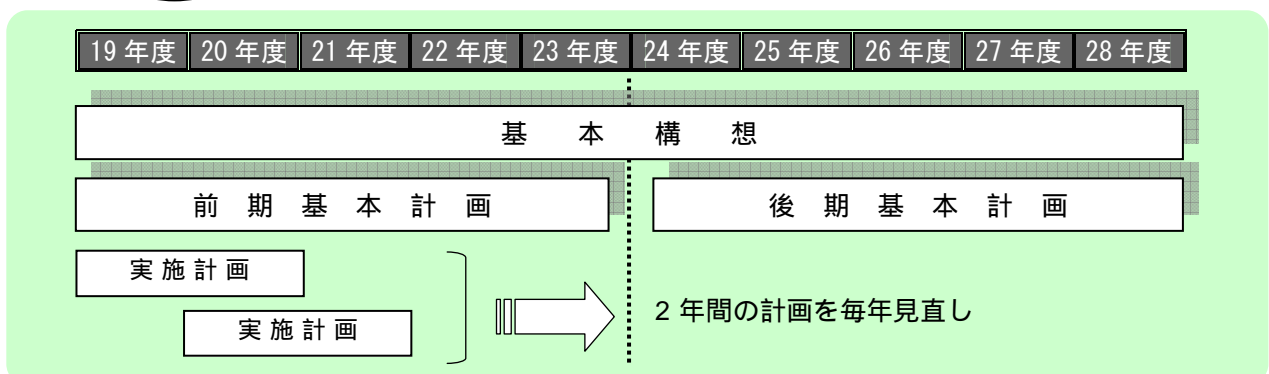 19年度 20年度 21年度 22年度 23年度 24年度 25年度 26年度 27年度 28年度
基本構想
前期基本計画 後期基本計画
実施計画
2年間の計画を毎年見直し
実施計画